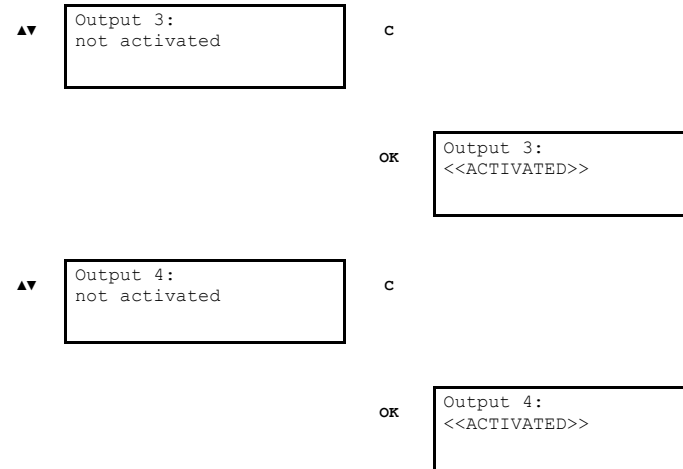 ▲▼
Output 3:
not activated
C
OK
Output 3:
<<ACTIVATED>>
▲▼
Output 4:
not activated
C
OK
Output 4:
<<ACTIVATED>>